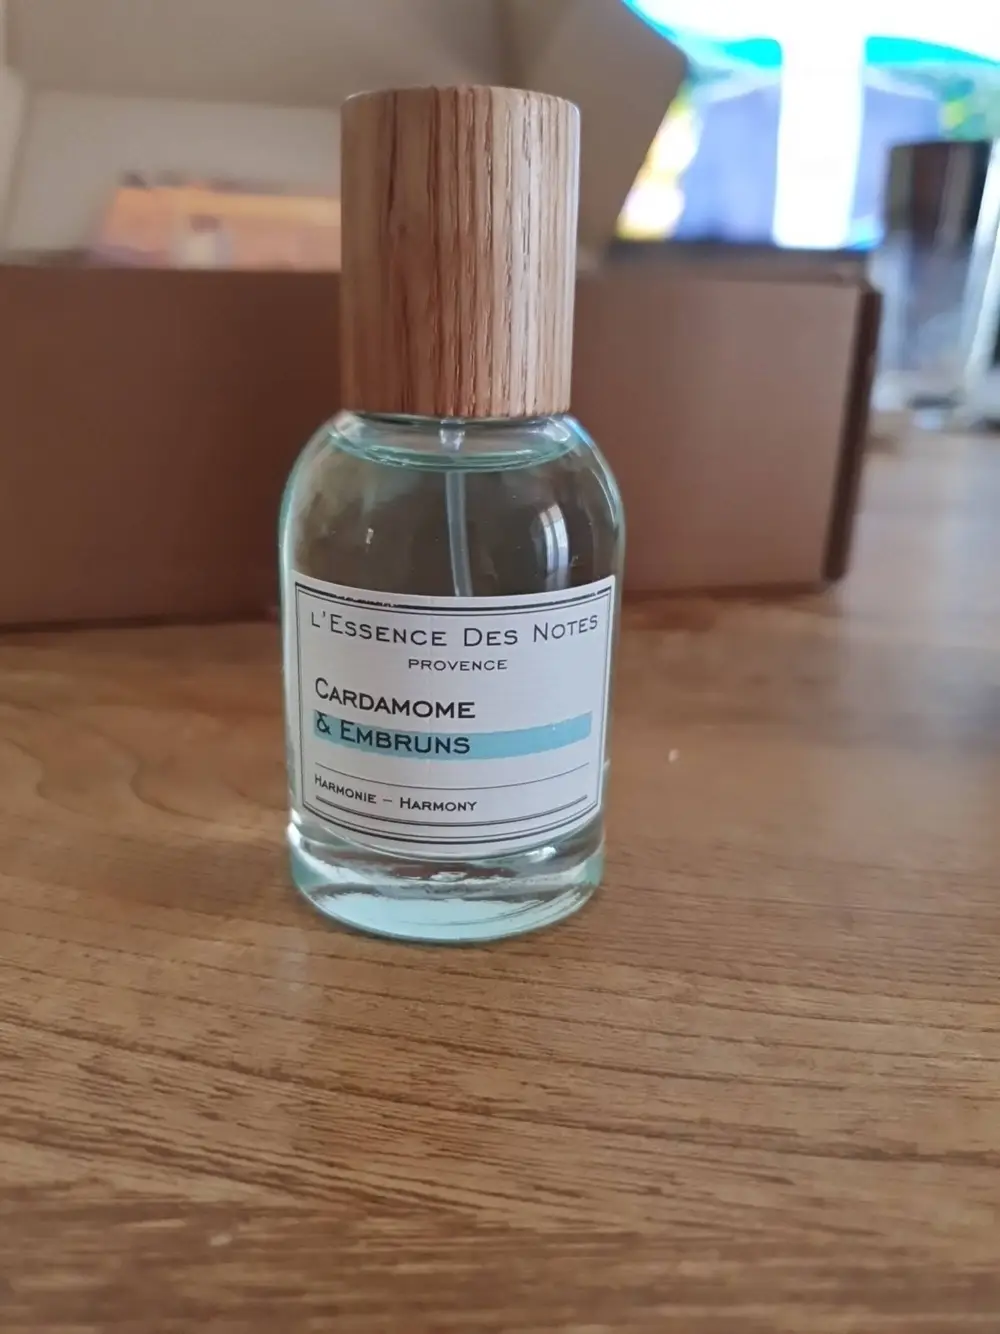 L'Essence Des Notes
Provence
Cardamome
& Embruns
Harmonie – Harmony